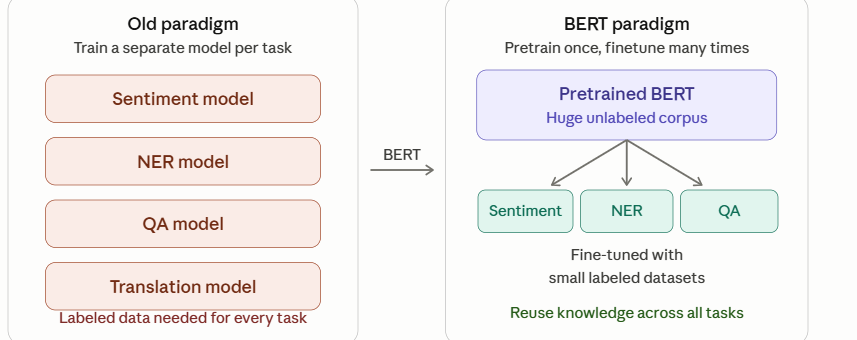 Old paradigm
Train a separate model per task
Sentiment model
NER model
QA model
Translation model
Labeled data needed for every task
BERT
BERT paradigm
Pretrain once, finetune many times
Pretrained BERT
Huge unlabeled corpus
Sentiment
NER
QA
Fine-tuned with
small labeled datasets
Reuse knowledge across all tasks